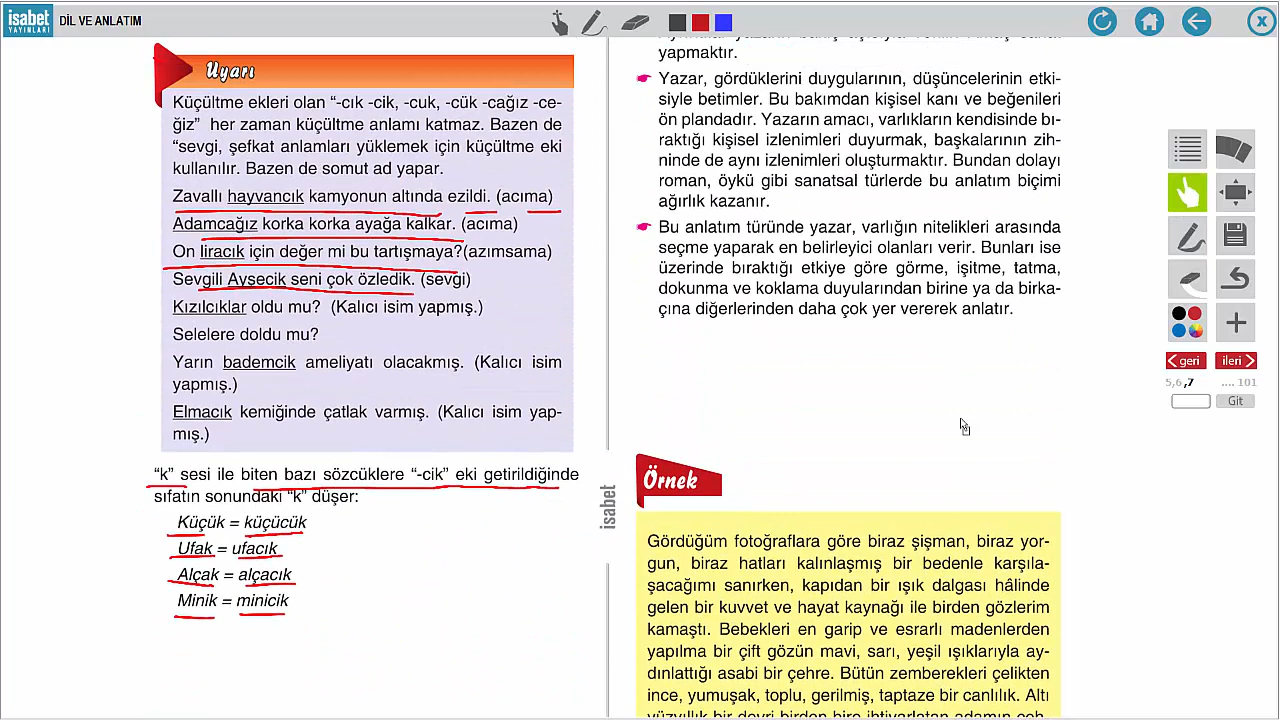 isabet
YAYINLARI
DİL VE ANLATIM
Uyarı
Küçültme ekleri olan “-cık -cik, -cuk, -cük -cağız -ce-
ğiz” her zaman küçültme anlamı katmaz. Bazen de
“sevgi, şefkat anlamları yüklemek için küçültme eki
kullanılır. Bazen de somut ad yapar.
Zavallı hayvancık kamyonun altında ezildi. (acıma)
Adamcağız korka korka ayağa kalkar. (acıma)
On liracık için değer mi bu tartışmaya?(azımsama)
Sevgili Aysecik seni çok özledik. (sevgi)
Kızılcıklar oldu mu? (Kalıcı isim yapmış.)
Selelere doldu mu?
Yarın bademcik ameliyatı olacakmış. (Kalıcı isim
yapmış.)
Elmacık kemiğinde çatlak varmış. (Kalıcı isim yap-
mış.)
“k” sesi ile biten bazı sözcüklere “-cik” eki getirildiğinde
sıfatın sonundaki “k” düşer:
Küçük = küçücük
Ufak = ufacık
Alçak = alçacık
Minik = minicik
isabet
yapmaktır.
Yazar, gördüklerini duygularının, düşüncelerinin etki-
siyle betimler. Bu bakımdan kişisel kanı ve beğenileri
ön plandadır. Yazarın amacı, varlıkların kendisinde bı-
raktığı kişisel izlenimleri duyurmak, başkalarının zih-
ninde de aynı izlenimleri oluşturmaktır. Bundan dolayı
roman, öykü gibi sanatsal türlerde bu anlatım biçimi
ağırlık kazanır.
Bu anlatım türünde yazar, varlığın nitelikleri arasında
seçme yaparak en belirleyici olanları verir. Bunları ise
üzerinde bıraktığı etkiye göre görme, işitme, tatma,
dokunma ve koklama duyularından birine ya da birka-
çına diğerlerinden daha çok yer vererek anlatır.
Örnek
Gördüğüm fotoğraflara göre biraz şişman, biraz yor-
gun, biraz hatları kalınlaşmış bir bedenle karşıla-
şacağımı sanırken, kapıdan bir ışık dalgası hâlinde
gelen bir kuvvet ve hayat kaynağı ile birden gözlerim
kamaştı. Bebekleri en garip ve esrarlı madenlerden
yapılma bir çift gözün mavi, sarı, yeşil ışıklarıyla ay-
dınlattığı asabi bir çehre. Bütün zemberekleri çelikten
ince, yumuşak, toplu, gerilmiş, taptaze bir canlılık. Altı
yüzyıllık bir devri birden bire ihtiyarlatan adamın çeh-
geri
ileri
5,6,7 .... 101
Git